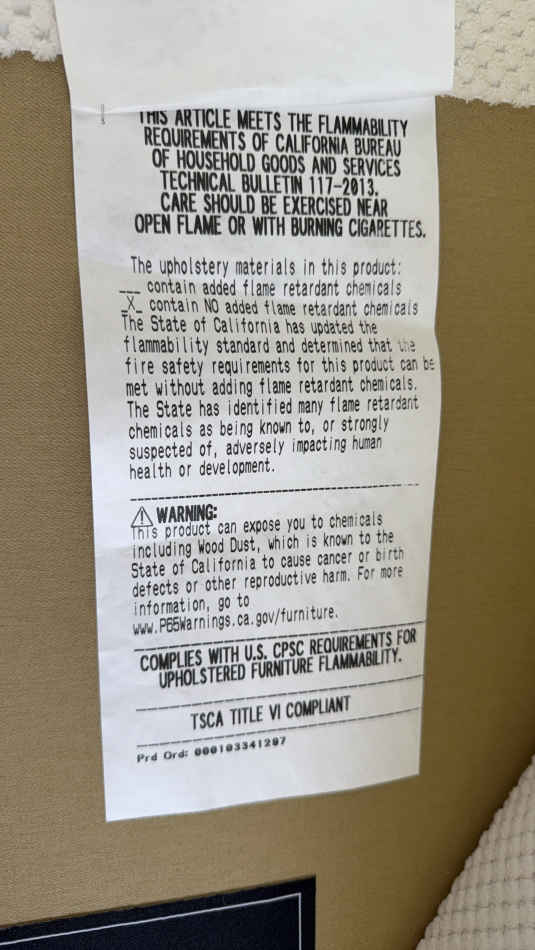 THIS ARTICLE MEETS THE FLAMMABILITY
REQUIREMENTS OF CALIFORNIA BUREAU
OF HOUSEHOLD GOODS AND SERVICES
TECHNICAL BULLETIN 117-2013.
CARE SHOULD BE EXERCISED NEAR
OPEN FLAME OR WITH BURNING CIGARETTES.
The upholstery materials in this product:
___ contain added flame retardant chemicals
_X_ contain NO added flame retardant chemicals
The State of California has updated the
flammability standard and determined that the
fire safety requirements for this product can be
met without adding flame retardant chemicals.
The State has identified many flame retardant
chemicals as being known to, or strongly
suspected of, adversely impacting human
health or development.
⚠ WARNING:
This product can expose you to chemicals
including Wood Dust, which is known to the
State of California to cause cancer or birth
defects or other reproductive harm. For more
information, go to
www.P65Warnings.ca.gov/furniture.
COMPLIES WITH U.S. CPSC REQUIREMENTS FOR
UPHOLSTERED FURNITURE FLAMMABILITY.
TSCA TITLE VI COMPLIANT
Prd Ord: 000103341207